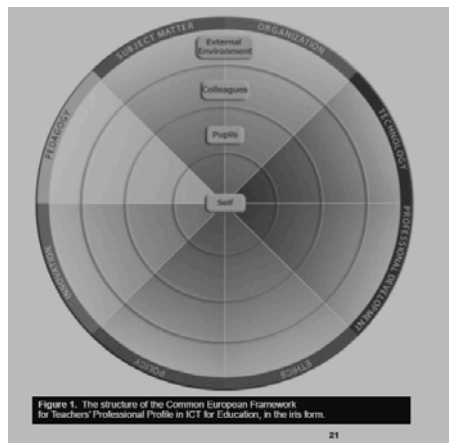 SUBJECT MATTER
ORGANIZATION
External
Environment
Colleagues
PEDAGOGY
TECHNOLOGY
Pupils
Self
INNOVATION
PROFESSIONAL DEVELOPMENT
POLICY
ETHICS
Figure 1. The structure of the Common European Framework
for Teachers' Professional Profile in ICT for Education, in the iris form.
21